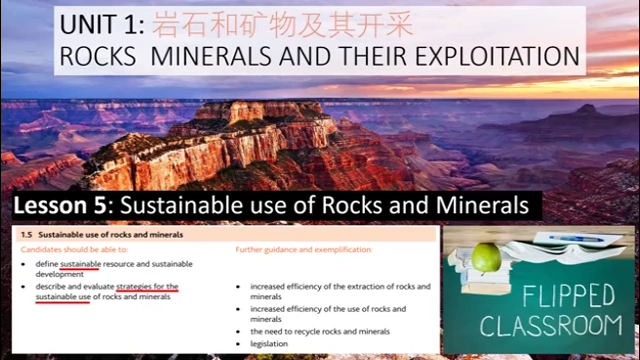 UNIT 1: 岩石和矿物及其开采
ROCKS MINERALS AND THEIR EXPLOITATION
Lesson 5: Sustainable use of Rocks and Minerals
1.5 Sustainable use of rocks and minerals
Candidates should be able to:
• define sustainable resource and sustainable
development
• describe and evaluate strategies for the
sustainable use of rocks and minerals
Further guidance and exemplification:
• increased efficiency of the extraction of rocks and
minerals
• increased efficiency of the use of rocks and
minerals
• the need to recycle rocks and minerals
• legislation
FLIPPED
CLASSROOM